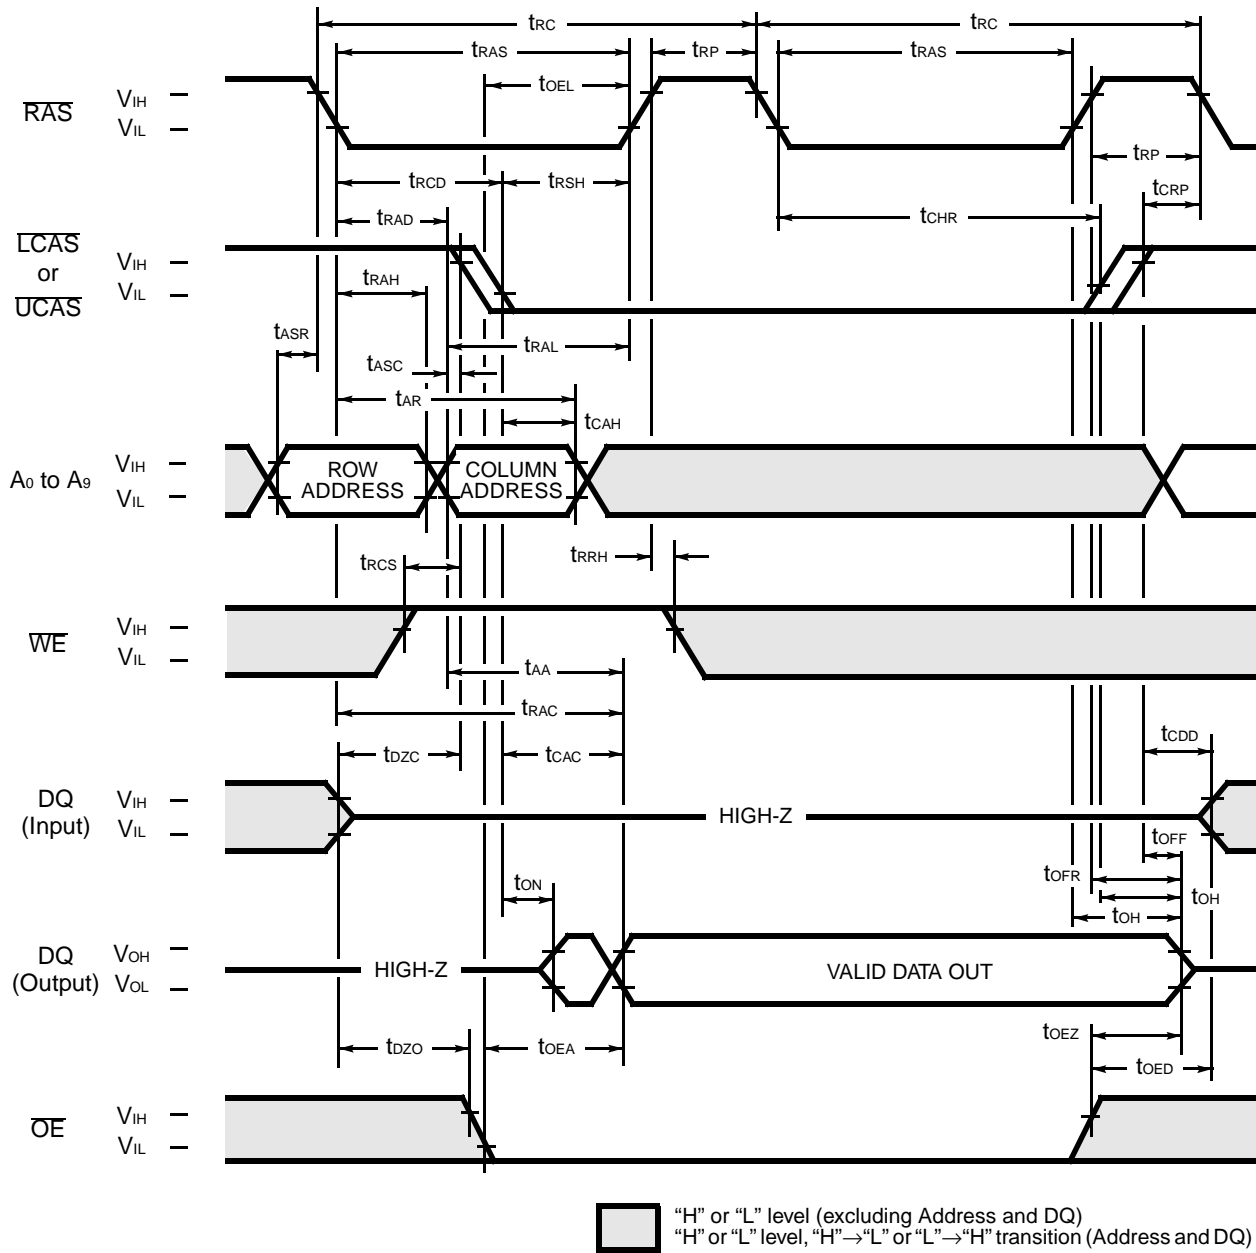 tRC tRC
tRAS tRP tRAS
tOEL
RAS VIH
VIL
tRP
tRCD tRSH
tCRP
tRAD tCHR
LCAS
or
UCAS
VIH
VIL
tRAH
tASR
tRAL
tASC
tAR
tCAH
A0 to A9 VIH
VIL
ROW
ADDRESS
COLUMN
ADDRESS
tRRH
tRCS
WE VIH
VIL
tAA
tRAC
tCDD
tDZC tCAC
DQ
(Input)
VIH
VIL
HIGH-Z
tOFF
tOFR
tON
tOH
tOH
DQ
(Output)
VOH
VOL
HIGH-Z VALID DATA OUT
tOEZ
tDZO tOEA
tOED
OE VIH
VIL
“H” or “L” level (excluding Address and DQ)
“H” or “L” level, “H”→“L” or “L”→“H” transition (Address and DQ)